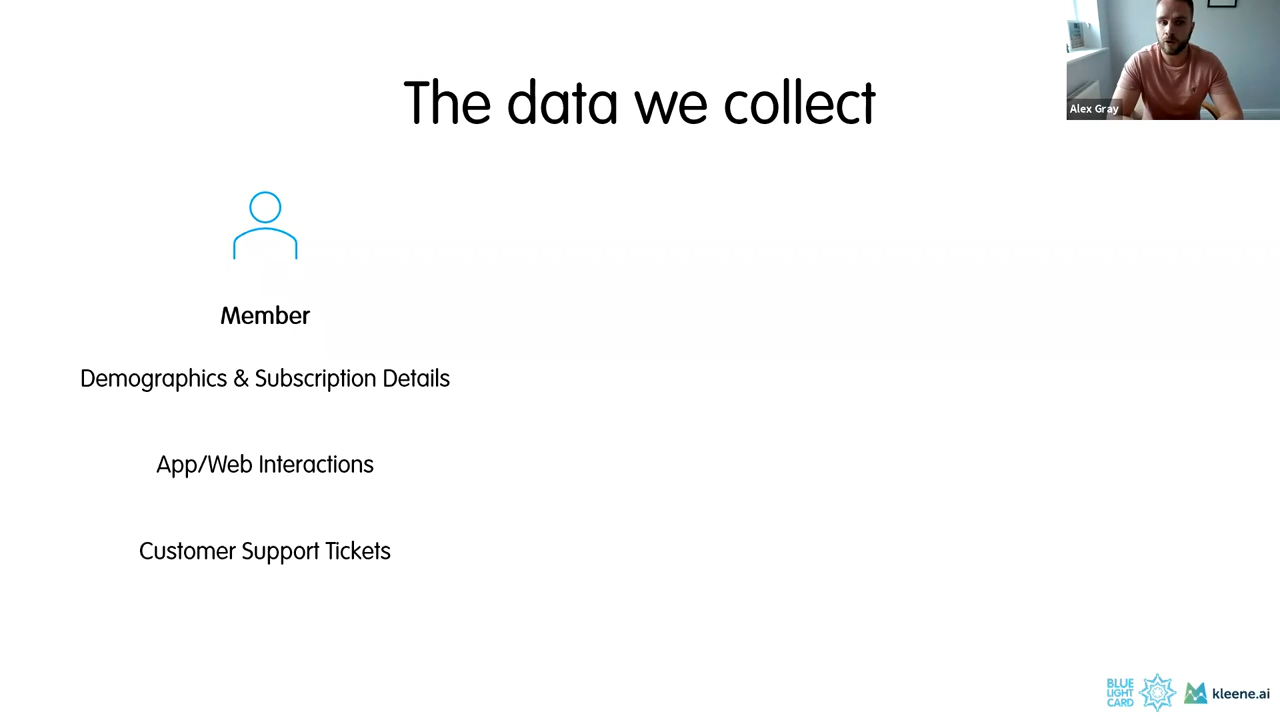 The data we collect
Alex Gray
Member
Demographics & Subscription Details
App/Web Interactions
Customer Support Tickets
BLUE
LIGHT
CARD
kleene.ai